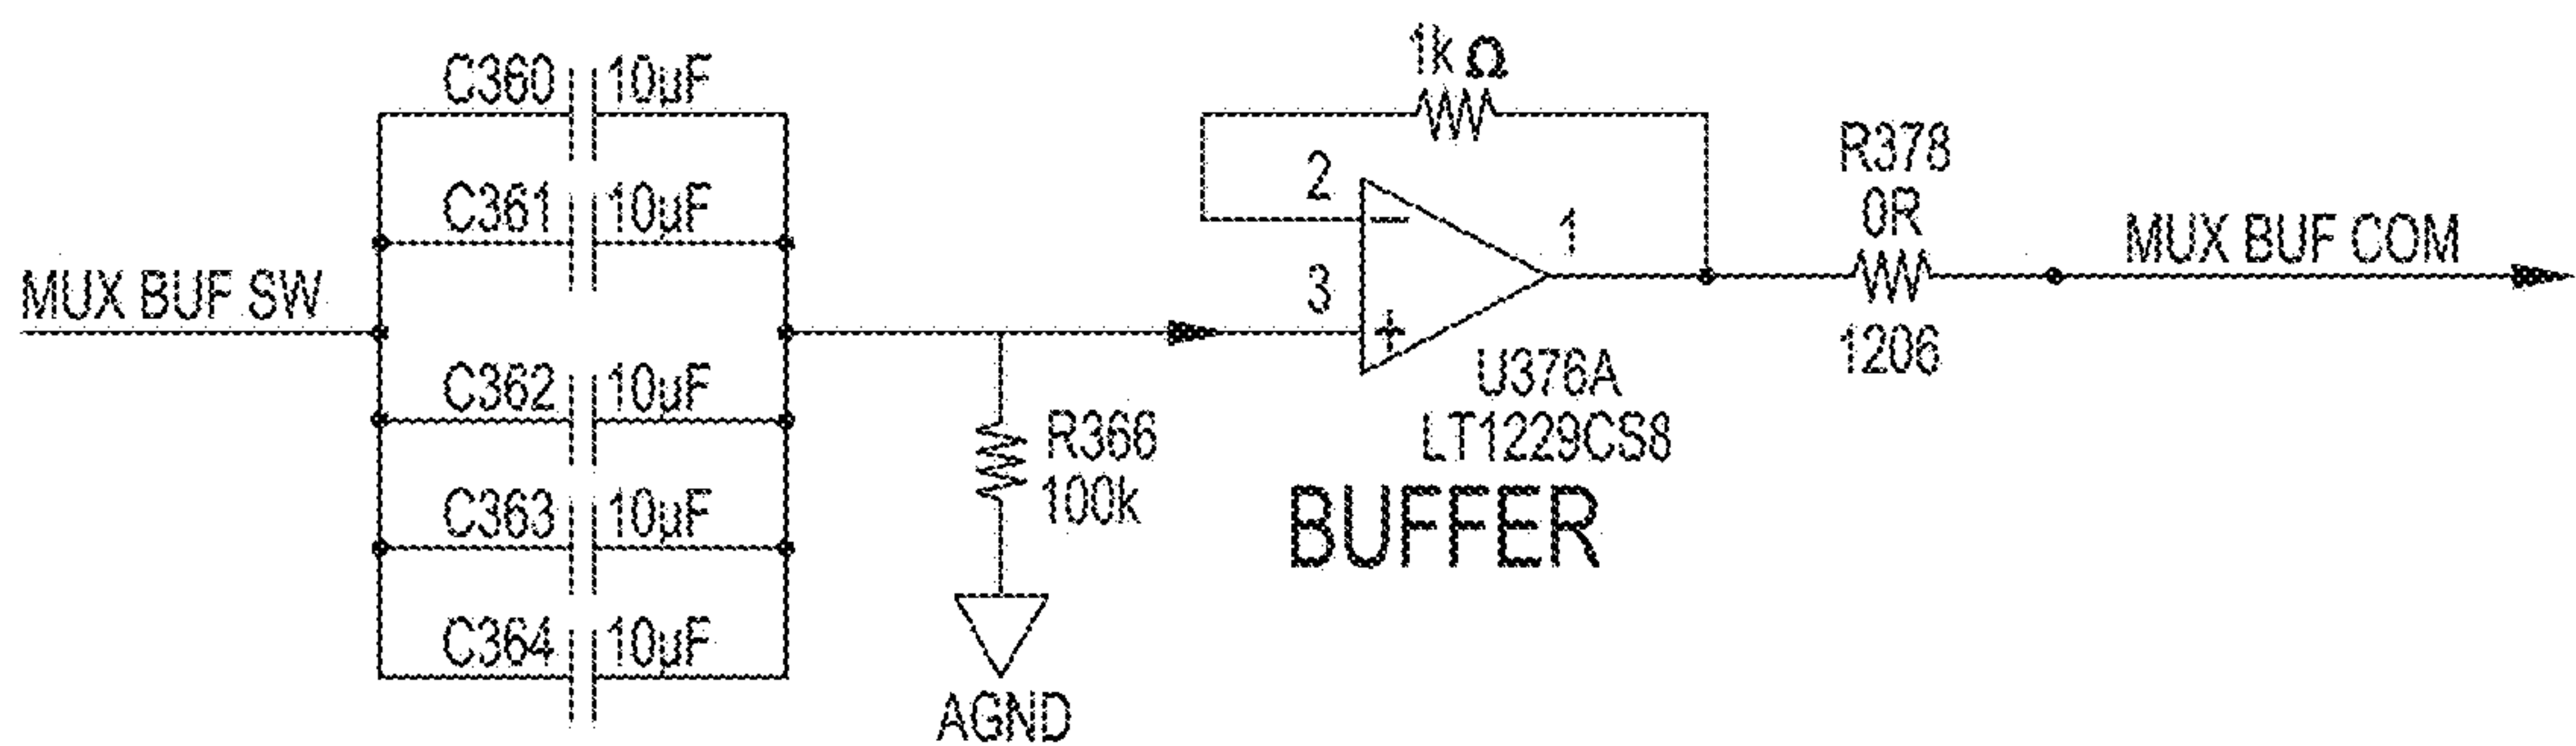 C360 10µF
C361 10µF
MUX BUF SW
C362 10µF
C363 10µF
C364 10µF
R366
100k
AGND
1kΩ
2
−
3
+
1
U376A
LT1229CS8
BUFFER
R378
0R
1206
MUX BUF COM